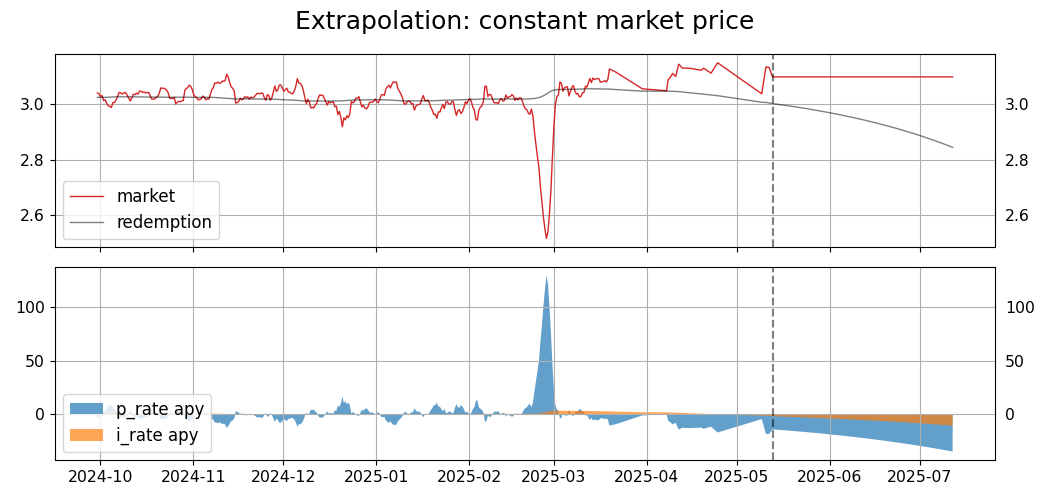 Extrapolation: constant market price
3.0 3.0
2.8 2.8
2.6 2.6
market
redemption
100 100
50 50
0 0
p_rate apy
i_rate apy
2024-10 2024-11 2024-12 2025-01 2025-02 2025-03 2025-04 2025-05 2025-06 2025-07